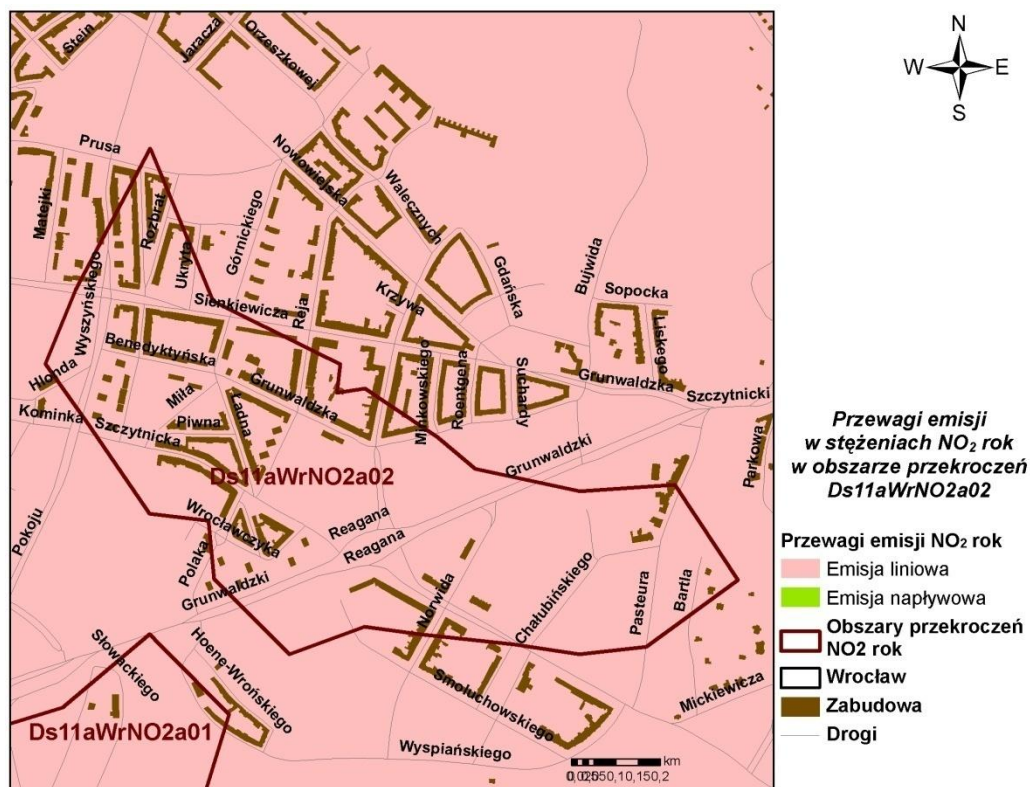 Stein
Jaracza
Orzeszkowej
N
W
E
S
Prusa
Nowowiejska
Walecznych
Matejki
Rozbrat
Ukryta
Górnickiego
Gdańska
Bujwida
Sopocka
Liskego
Wyszyńskiego
Sienkiewicza
Reja
Krzywa
Benedyktyńska
Hlonda
Miła
Grunwaldzka
Minkowskiego
Roentgena
Suchardy
Grunwaldzka
Szczytnicki
Kominka
Szczytnicka
Piwna
Ładna
Grunwaldzki
Parkowa
Ds11aWrNO2a02
Pokoju
Wrocławczyka
Reagana
Reagana
Polaka
Grunwaldzki
Norwida
Chałubińskiego
Pasteura
Bartla
Słowackiego
Hoene-Wrońskiego
Smoluchowskiego
Mickiewicza
Ds11aWrNO2a01
Wyspiańskiego
km
Przewagi emisji
w stężeniach NO₂ rok
w obszarze przekroczeń
Ds11aWrNO2a02
Przewagi emisji NO₂ rok
Emisja liniowa
Emisja napływowa
Obszary przekroczeń
NO2 rok
Wrocław
Zabudowa
Drogi